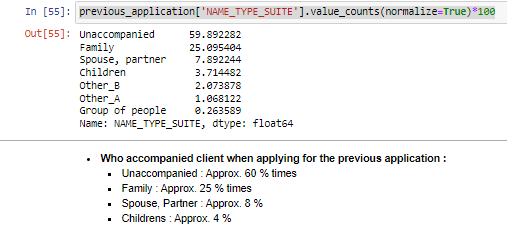 In [55]: previous_application['NAME_TYPE_SUITE'].value_counts(normalize=True)*100
Out[55]: Unaccompanied 59.892282
Family 25.095404
Spouse, partner 7.892244
Children 3.714482
Other_B 2.073878
Other_A 1.068122
Group of people 0.263589
Name: NAME_TYPE_SUITE, dtype: float64
• Who accompanied client when applying for the previous application :
▪ Unaccompanied : Approx. 60 % times
▪ Family : Approx. 25 % times
▪ Spouse, Partner : Approx. 8 %
▪ Childrens : Approx. 4 %